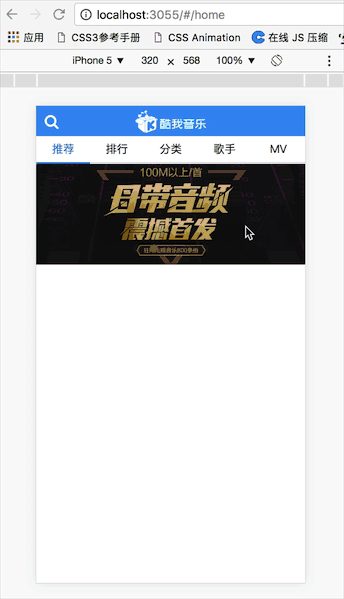 localhost:3055/#/home
应用 CSS3参考手册 CSS Animation 在线 JS 压缩
iPhone 5 ▼ 320 × 568 100% ▼
酷我音乐
推荐 排行 分类 歌手 MV
100M以上/首
母带音频
震撼首发